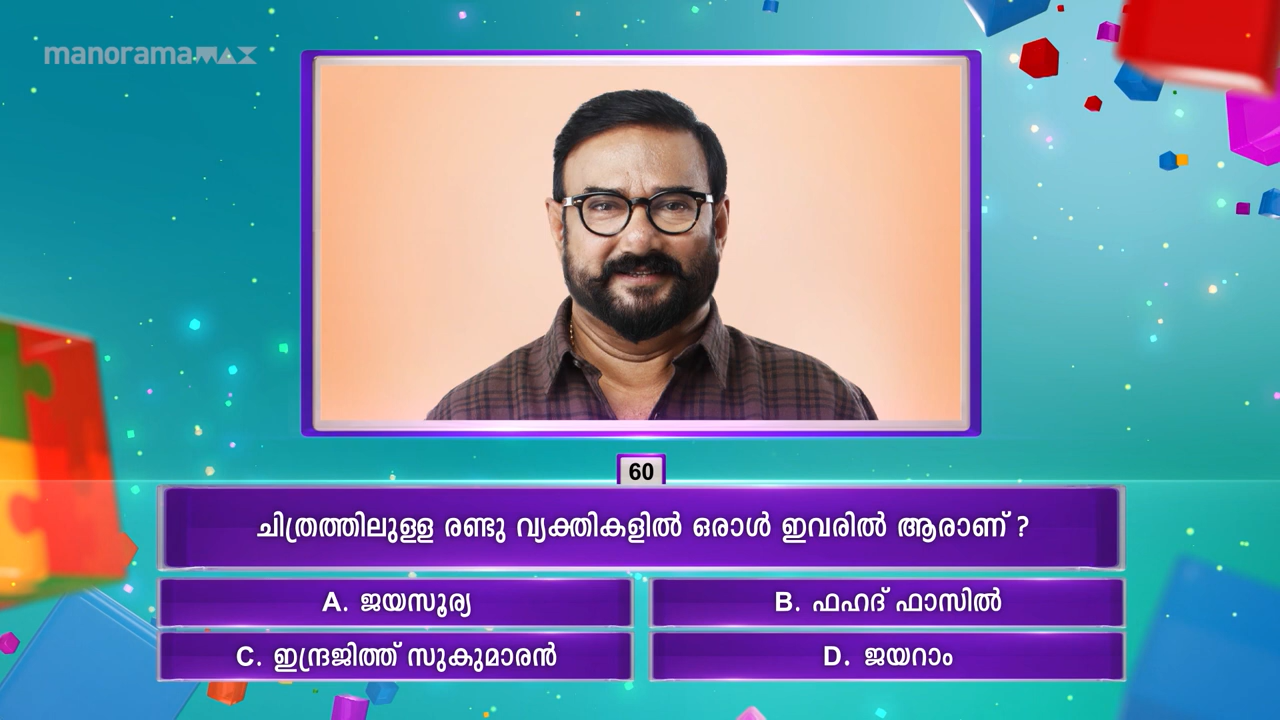 manoramaMAX
60
ചിത്രത്തിലുള്ള രണ്ടു വ്യക്തികളിൽ ഒരാൾ ഇവരിൽ ആരാണ് ?
A. ജയസൂര്യ
B. ഫഹദ് ഫാസിൽ
C. ഇന്ദ്രജിത്ത് സുകുമാരൻ
D. ജയറാം